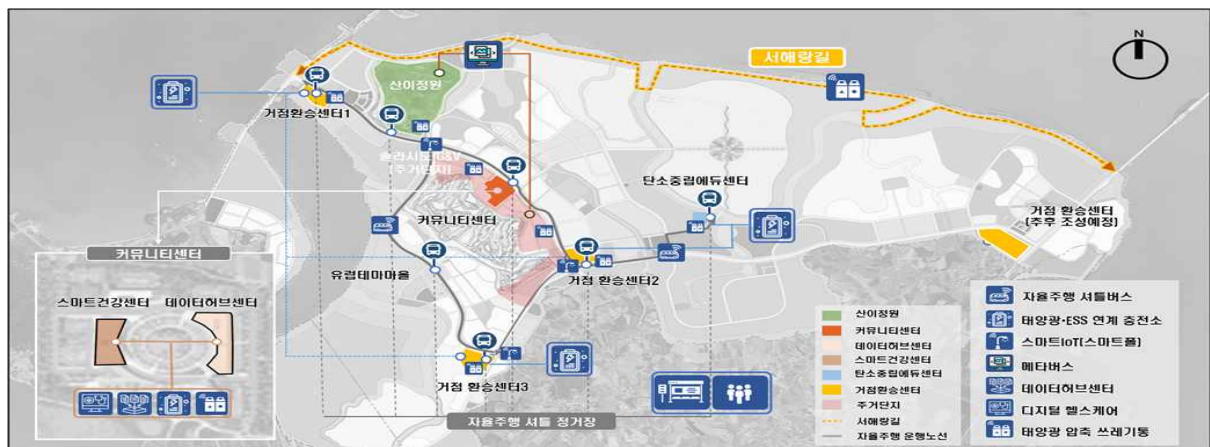 N
서해랑길
산이정원
거점환승센터1
솔라시도 G&V
(주거단지)
탄소중립에듀센터
커뮤니티센터
거점 환승센터
(추후 조성예정)
유럽테마마을
거점 환승센터2
거점 환승센터3
자율주행 셔틀 정거장
커뮤니티센터
스마트건강센터
데이터허브센터
산이정원
커뮤니티센터
데이터허브센터
스마트건강센터
탄소중립에듀센터
거점환승센터
주거단지
서해랑길
자율주행 운행노선
자율주행 셔틀버스
태양광·ESS 연계 충전소
스마트IoT(스마트폴)
메타버스
데이터허브센터
디지털 헬스케어
태양광 압축 쓰레기통